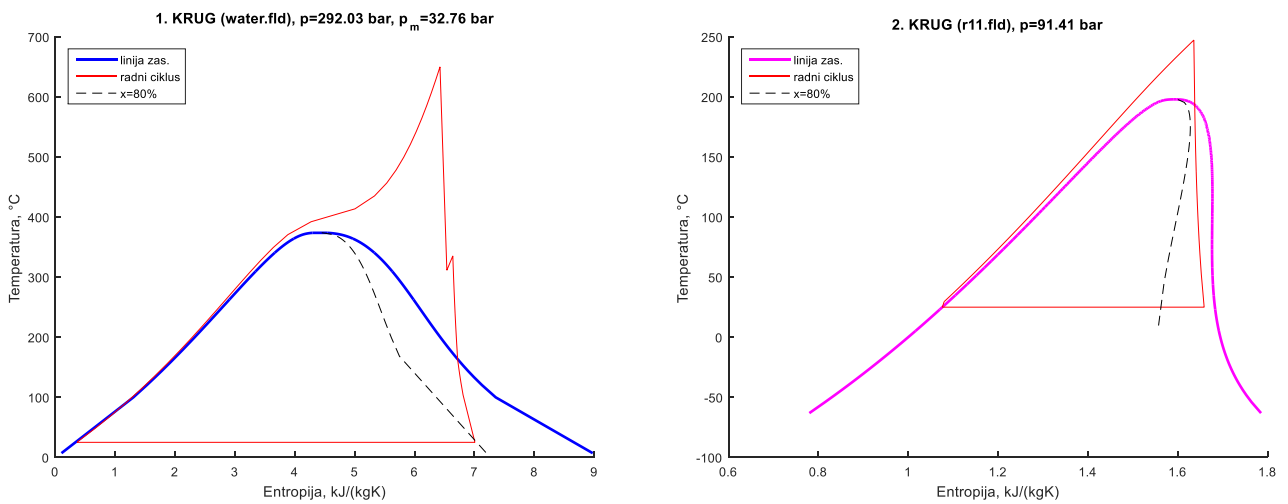 1. KRUG (water.fld), p=292.03 bar, pm=32.76 bar
700
600
500
400
300
200
100
0
Temperatura, °C
linija zas.
radni ciklus
x=80%
0 1 2 3 4 5 6 7 8 9
Entropija, kJ/(kgK)
2. KRUG (r11.fld), p=91.41 bar
250
200
150
100
50
0
-50
-100
Temperatura, °C
linija zas.
radni ciklus
x=80%
0.6 0.8 1 1.2 1.4 1.6 1.8
Entropija, kJ/(kgK)